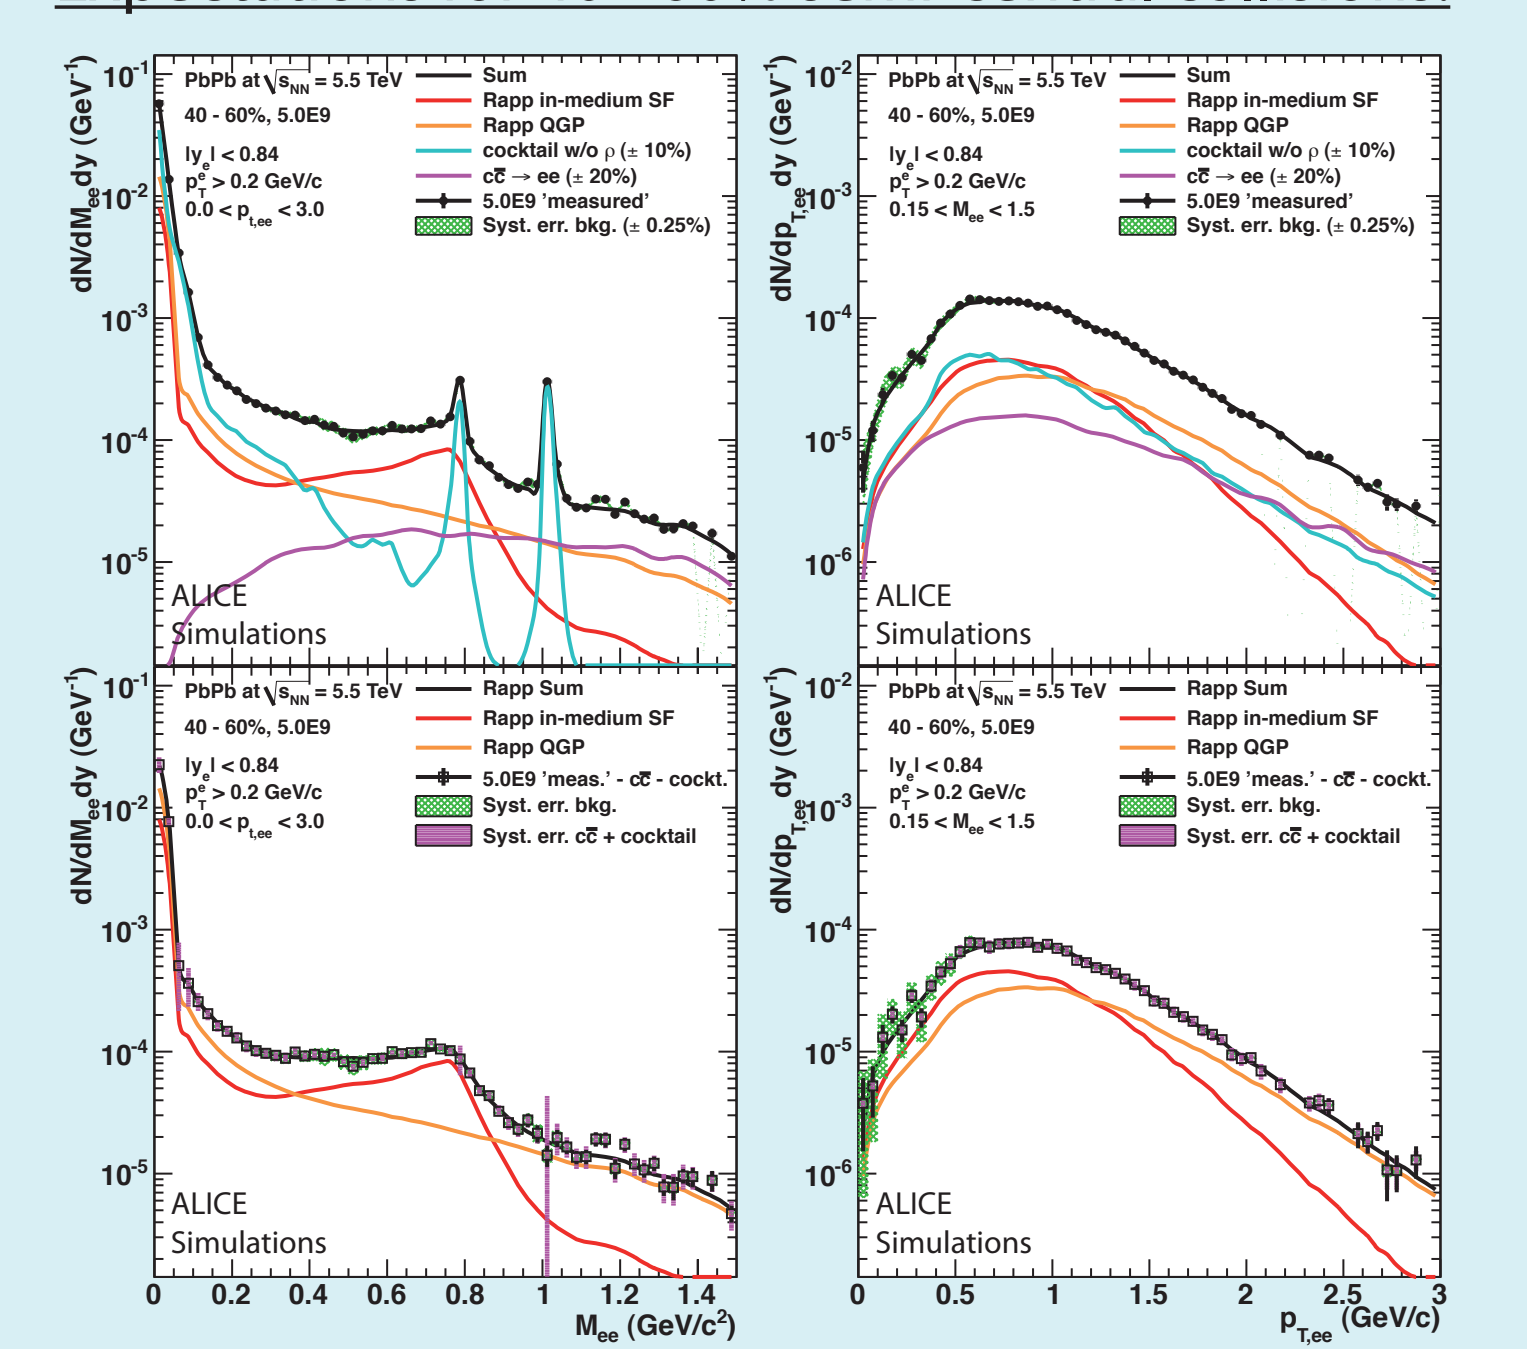 PbPb at √sNN = 5.5 TeV
40 - 60%, 5.0E9
|ye| < 0.84
pTe > 0.2 GeV/c
0.0 < pt,ee < 3.0
Sum
Rapp in-medium SF
Rapp QGP
cocktail w/o ρ (± 10%)
cc̅ → ee (± 20%)
5.0E9 'measured'
Syst. err. bkg. (± 0.25%)
dN/dMeedy (GeV-1)
10-1
10-2
10-3
10-4
10-5
ALICE
Simulations
PbPb at √sNN = 5.5 TeV
40 - 60%, 5.0E9
|ye| < 0.84
pTe > 0.2 GeV/c
0.15 < Mee < 1.5
Sum
Rapp in-medium SF
Rapp QGP
cocktail w/o ρ (± 10%)
cc̅ → ee (± 20%)
5.0E9 'measured'
Syst. err. bkg. (± 0.25%)
dN/dpT,eedy (GeV-1)
10-2
10-3
10-4
10-5
10-6
ALICE
Simulations
PbPb at √sNN = 5.5 TeV
40 - 60%, 5.0E9
|ye| < 0.84
pTe > 0.2 GeV/c
0.0 < pt,ee < 3.0
Rapp Sum
Rapp in-medium SF
Rapp QGP
5.0E9 'meas.' - cc̅ - cockt.
Syst. err. bkg.
Syst. err. cc̅ + cocktail
dN/dMeedy (GeV-1)
10-1
10-2
10-3
10-4
10-5
ALICE
Simulations
0 0.2 0.4 0.6 0.8 1 1.2 1.4
Mee (GeV/c2)
PbPb at √sNN = 5.5 TeV
40 - 60%, 5.0E9
|ye| < 0.84
pTe > 0.2 GeV/c
0.15 < Mee < 1.5
Rapp Sum
Rapp in-medium SF
Rapp QGP
5.0E9 'meas.' - cc̅ - cockt.
Syst. err. bkg.
Syst. err. cc̅ + cocktail
dN/dpT,eedy (GeV-1)
10-2
10-3
10-4
10-5
10-6
ALICE
Simulations
0 0.5 1 1.5 2 2.5 3
pT,ee (GeV/c)